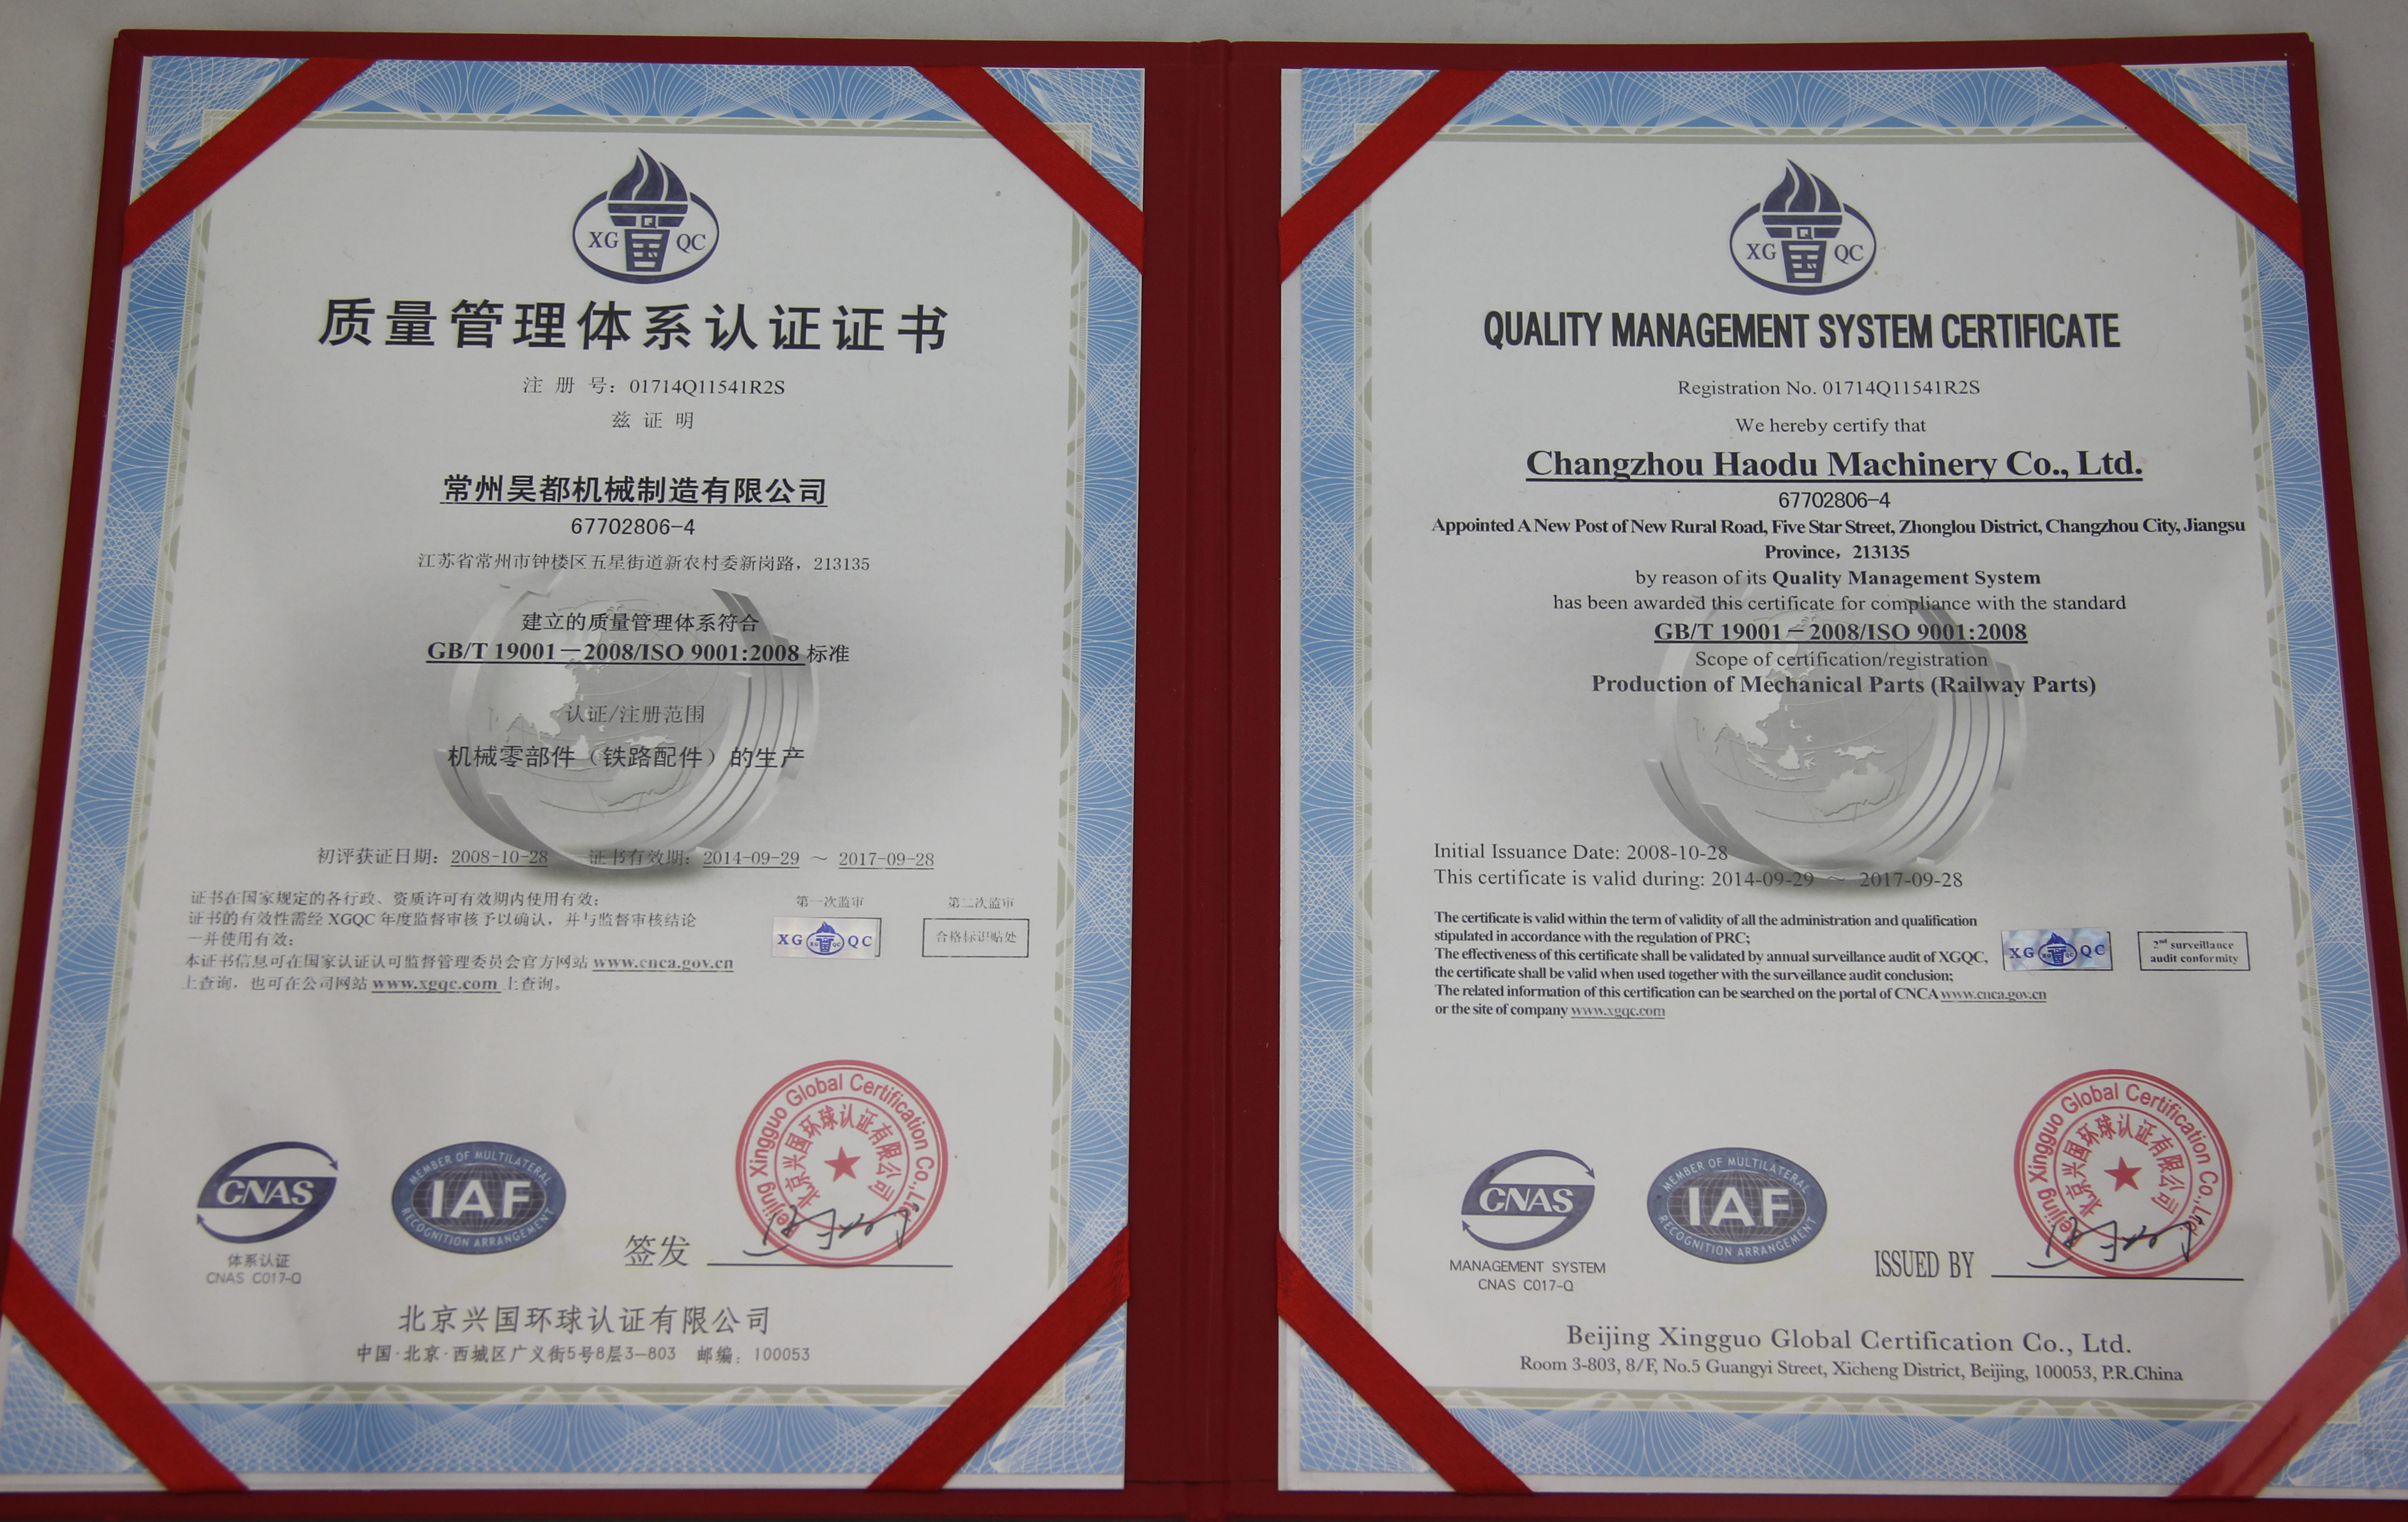 XG Q 国 QC
质量管理体系认证证书
注 册 号：01714Q11541R2S
兹 证 明
常州昊都机械制造有限公司
67702806-4
江苏省常州市钟楼区五星街道新农村委新岗路，213135
建立的质量管理体系符合
GB/T 19001－2008/ISO 9001:2008 标准
认证/注册范围
机械零部件（铁路配件）的生产
初评获证日期：2008-10-28 证书有效期：2014-09-29 ～ 2017-09-28
证书在国家规定的各行政、资质许可有效期内使用有效；
证书的有效性需经 XGQC 年度监督审核予以确认，并与监督审核结论
一并使用有效；
本证书信息可在国家认证认可监督管理委员会官方网站 www.cnca.gov.cn
上查询，也可在公司网站 www.xgqc.com 上查询。
第一次监审
XG QC
第二次监审
合格标识贴处
CNAS
体系认证
CNAS C017-Q
MEMBER OF MULTILATERAL
IAF
RECOGNITION ARRANGEMENT
签发
Beijing Xingguo Global Certification Co.,Ltd.
北京兴国环球认证有限公司
北京兴国环球认证有限公司
中国·北京·西城区广义街5号8层3-803 邮编：100053
XG Q 国 QC
QUALITY MANAGEMENT SYSTEM CERTIFICATE
Registration No. 01714Q11541R2S
We hereby certify that
Changzhou Haodu Machinery Co., Ltd.
67702806-4
Appointed A New Post of New Rural Road, Five Star Street, Zhonglou District, Changzhou City, Jiangsu
Province，213135
by reason of its Quality Management System
has been awarded this certificate for compliance with the standard
GB/T 19001－2008/ISO 9001:2008
Scope of certification/registration
Production of Mechanical Parts (Railway Parts)
Initial Issuance Date: 2008-10-28
This certificate is valid during: 2014-09-29 ～ 2017-09-28
The certificate is valid within the term of validity of all the administration and qualification
stipulated in accordance with the regulation of PRC;
The effectiveness of this certificate shall be validated by annual surveillance audit of XGQC,
the certificate shall be valid when used together with the surveillance audit conclusion;
The related information of this certification can be searched on the portal of CNCA www.cnca.gov.cn
or the site of company www.xgqc.com
XG QC
2nd surveillance
audit conformity
CNAS
MANAGEMENT SYSTEM
CNAS C017-Q
MEMBER OF MULTILATERAL
IAF
RECOGNITION ARRANGEMENT
ISSUED BY
Beijing Xingguo Global Certification Co.,Ltd.
北京兴国环球认证有限公司
Beijing Xingguo Global Certification Co., Ltd.
Room 3-803, 8/F, No.5 Guangyi Street, Xicheng District, Beijing, 100053, P.R.China